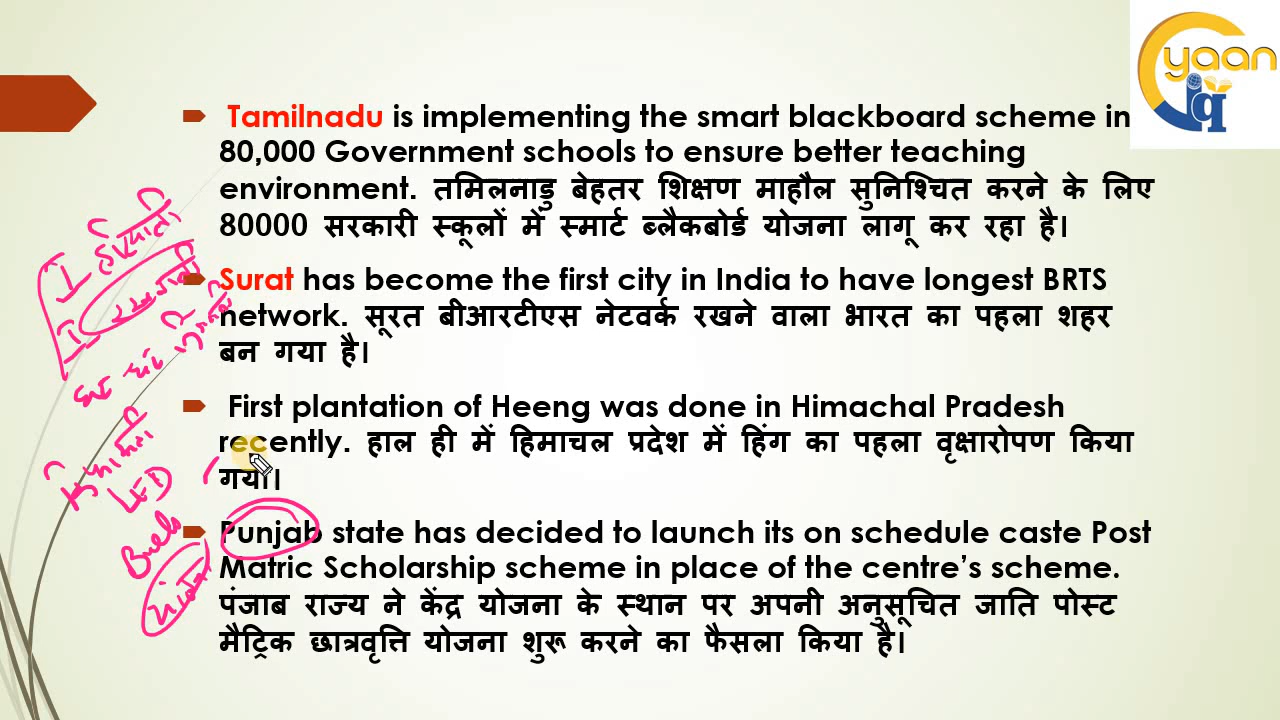 yaan
iq
Tamilnadu is implementing the smart blackboard scheme in
80,000 Government schools to ensure better teaching
environment. तमिलनाडु बेहतर शिक्षण माहौल सुनिश्चित करने के लिए
80000 सरकारी स्कूलों में स्मार्ट ब्लैकबोर्ड योजना लागू कर रहा है।
Surat has become the first city in India to have longest BRTS
network. सूरत बीआरटीएस नेटवर्क रखने वाला भारत का पहला शहर
बन गया है।
First plantation of Heeng was done in Himachal Pradesh
recently. हाल ही में हिमाचल प्रदेश में हिंग का पहला वृक्षारोपण किया
गया।
Punjab state has decided to launch its on schedule caste Post
Matric Scholarship scheme in place of the centre's scheme.
पंजाब राज्य ने केंद्र योजना के स्थान पर अपनी अनुसूचित जाति पोस्ट
मैट्रिक छात्रवृत्ति योजना शुरू करने का फैसला किया है।
I
LED